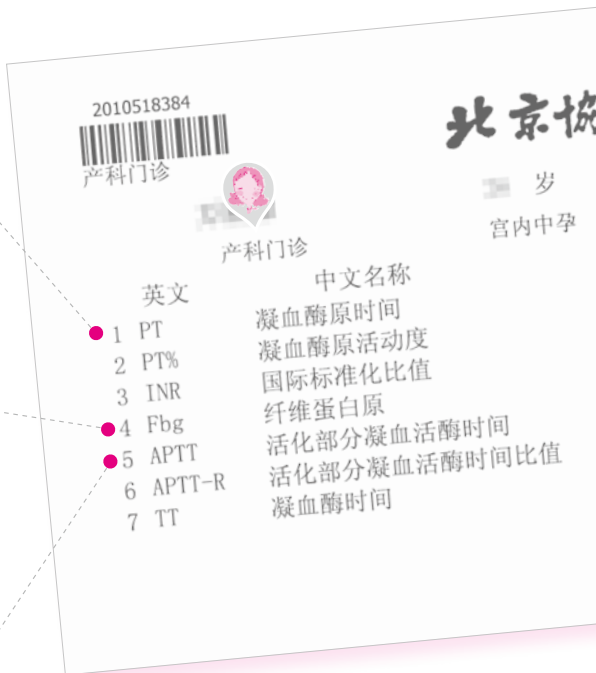 2010518384
产科门诊
北京协
岁
产科门诊
宫内中孕
英文 中文名称
1 PT 凝血酶原时间
2 PT% 凝血酶原活动度
3 INR 国际标准化比值
4 Fbg 纤维蛋白原
5 APTT 活化部分凝血活酶时间
6 APTT-R 活化部分凝血活酶时间比值
7 TT 凝血酶时间